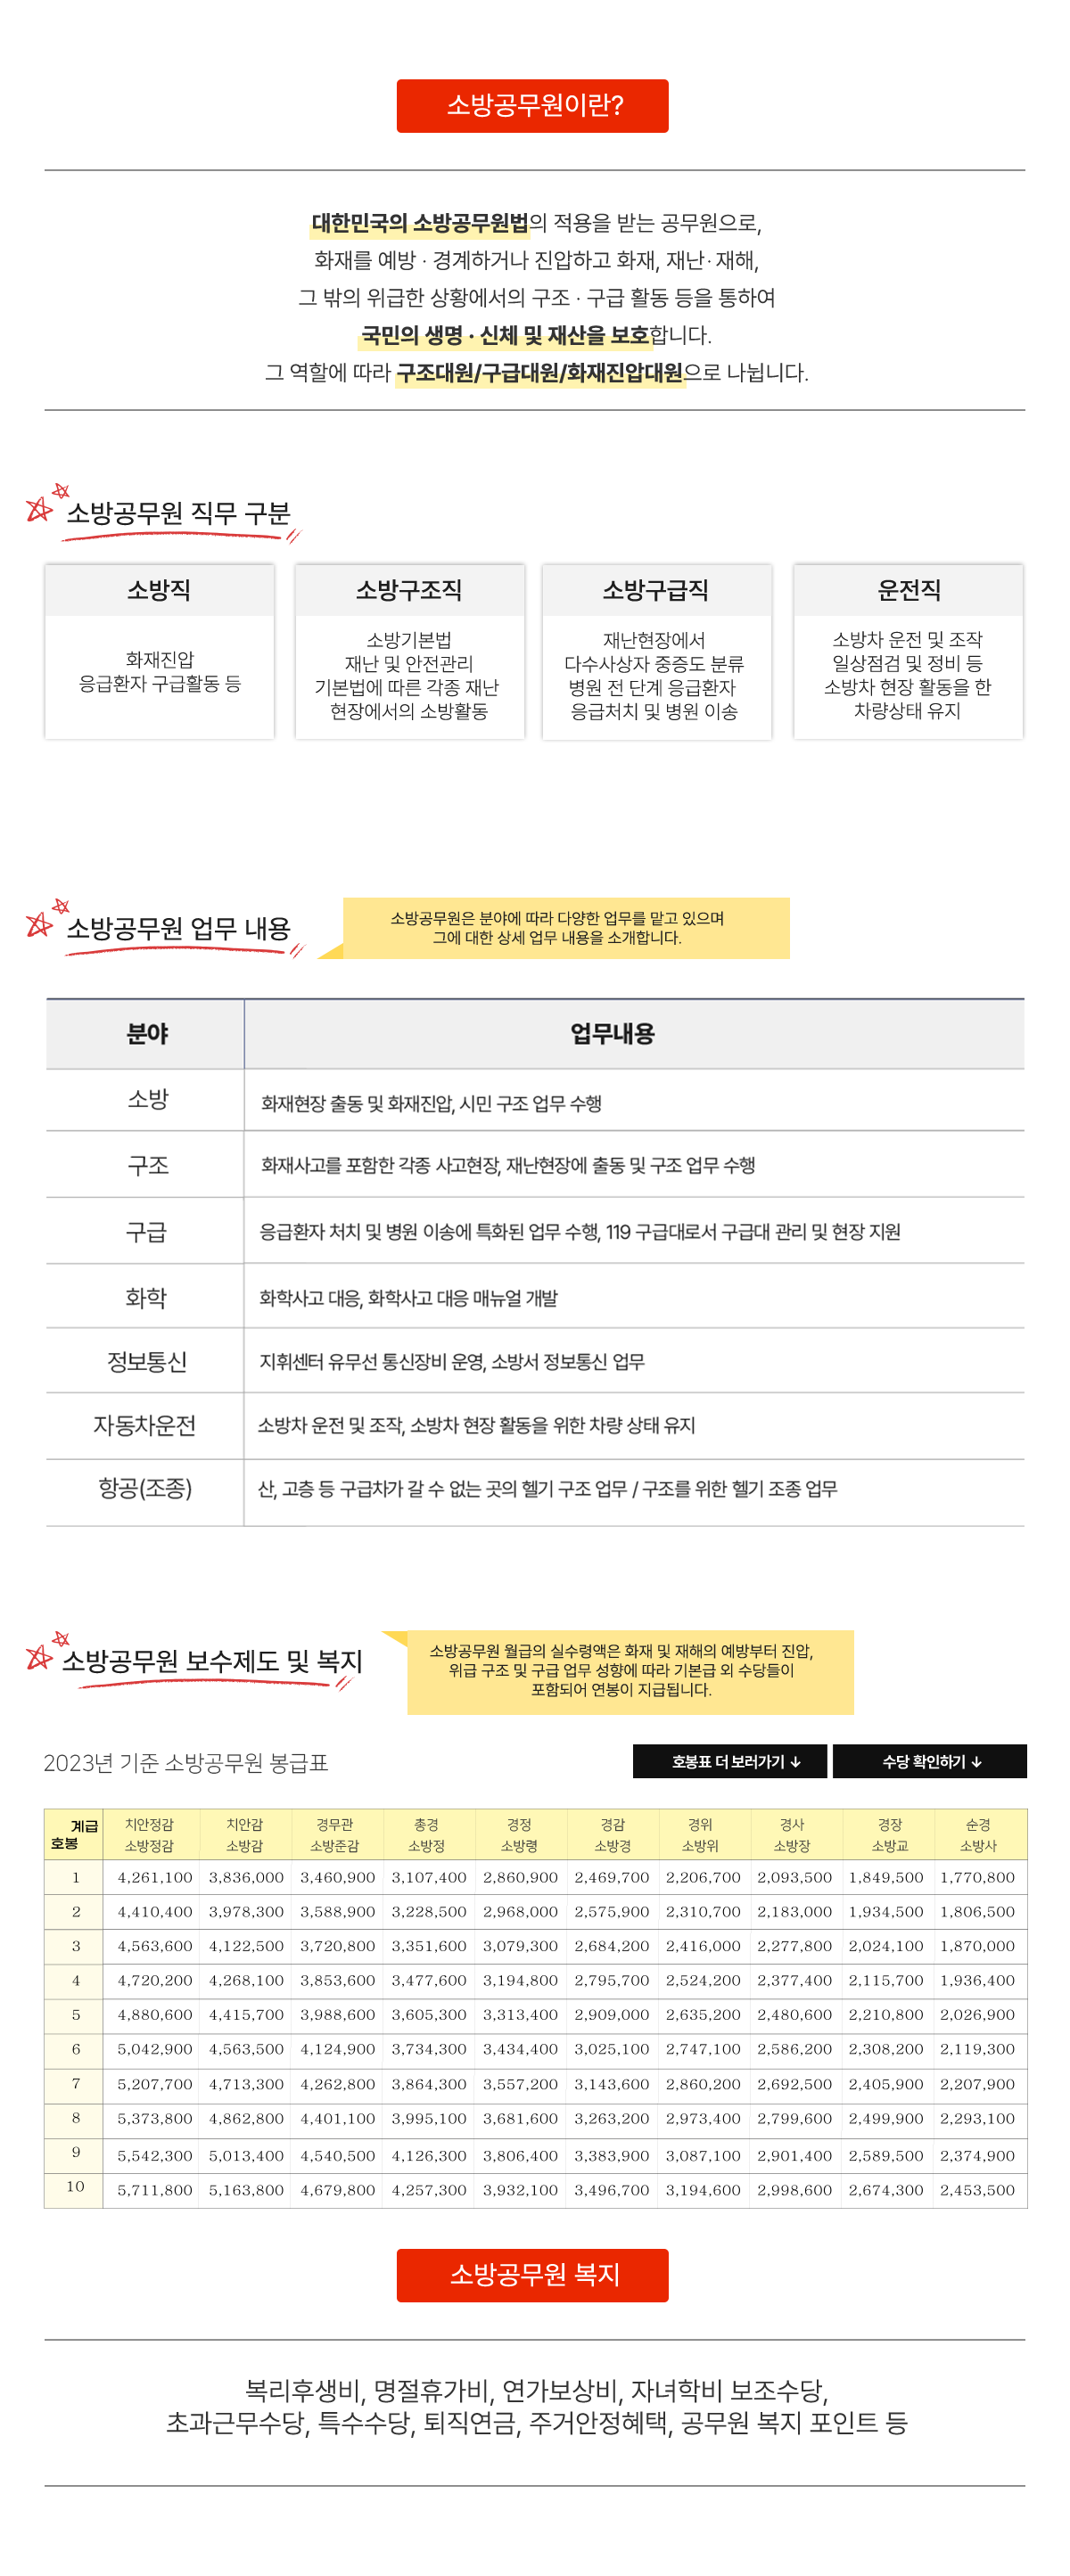 소방공무원이란?
대한민국의 소방공무원법의 적용을 받는 공무원으로,
화재를 예방 · 경계하거나 진압하고 화재, 재난· 재해,
그 밖의 위급한 상황에서의 구조 · 구급 활동 등을 통하여
국민의 생명 · 신체 및 재산을 보호합니다.
그 역할에 따라 구조대원/구급대원/화재진압대원으로 나뉩니다.
소방공무원 직무 구분
소방직
화재진압
응급환자 구급활동 등
소방구조직
소방기본법
재난 및 안전관리
기본법에 따른 각종 재난
현장에서의 소방활동
소방구급직
재난현장에서
다수사상자 중증도 분류
병원 전 단계 응급환자
응급처치 및 병원 이송
운전직
소방차 운전 및 조작
일상점검 및 정비 등
소방차 현장 활동을 한
차량상태 유지
소방공무원 업무 내용
소방공무원은 분야에 따라 다양한 업무를 맡고 있으며
그에 대한 상세 업무 내용을 소개합니다.
분야 업무내용
소방 화재현장 출동 및 화재진압, 시민 구조 업무 수행
구조 화재사고를 포함한 각종 사고현장, 재난현장에 출동 및 구조 업무 수행
구급 응급환자 처치 및 병원 이송에 특화된 업무 수행, 119 구급대로서 구급대 관리 및 현장 지원
화학 화학사고 대응, 화학사고 대응 매뉴얼 개발
정보통신 지휘센터 유무선 통신장비 운영, 소방서 정보통신 업무
자동차운전 소방차 운전 및 조작, 소방차 현장 활동을 위한 차량 상태 유지
항공(조종) 산, 고층 등 구급차가 갈 수 없는 곳의 헬기 구조 업무 / 구조를 위한 헬기 조종 업무
소방공무원 보수제도 및 복지
소방공무원 월급의 실수령액은 화재 및 재해의 예방부터 진압,
위급 구조 및 구급 업무 성향에 따라 기본급 외 수당들이
포함되어 연봉이 지급됩니다.
2023년 기준 소방공무원 봉급표
호봉표 더 보러가기 ↓
수당 확인하기 ↓
계급 치안정감 치안감 경무관 총경 경정 경감 경위 경사 경장 순경
호봉 소방정감 소방감 소방준감 소방정 소방령 소방경 소방위 소방장 소방교 소방사
1 4,261,100 3,836,000 3,460,900 3,107,400 2,860,900 2,469,700 2,206,700 2,093,500 1,849,500 1,770,800
2 4,410,400 3,978,300 3,588,900 3,228,500 2,968,000 2,575,900 2,310,700 2,183,000 1,934,500 1,806,500
3 4,563,600 4,122,500 3,720,800 3,351,600 3,079,300 2,684,200 2,416,000 2,277,800 2,024,100 1,870,000
4 4,720,200 4,268,100 3,853,600 3,477,600 3,194,800 2,795,700 2,524,200 2,377,400 2,115,700 1,936,400
5 4,880,600 4,415,700 3,988,600 3,605,300 3,313,400 2,909,000 2,635,200 2,480,600 2,210,800 2,026,900
6 5,042,900 4,563,500 4,124,900 3,734,300 3,434,400 3,025,100 2,747,100 2,586,200 2,308,200 2,119,300
7 5,207,700 4,713,300 4,262,800 3,864,300 3,557,200 3,143,600 2,860,200 2,692,500 2,405,900 2,207,900
8 5,373,800 4,862,800 4,401,100 3,995,100 3,681,600 3,263,200 2,973,400 2,799,600 2,499,900 2,293,100
9 5,542,300 5,013,400 4,540,500 4,126,300 3,806,400 3,383,900 3,087,100 2,901,400 2,589,500 2,374,900
10 5,711,800 5,163,800 4,679,800 4,257,300 3,932,100 3,496,700 3,194,600 2,998,600 2,674,300 2,453,500
소방공무원 복지
복리후생비, 명절휴가비, 연가보상비, 자녀학비 보조수당,
초과근무수당, 특수수당, 퇴직연금, 주거안정혜택, 공무원 복지 포인트 등